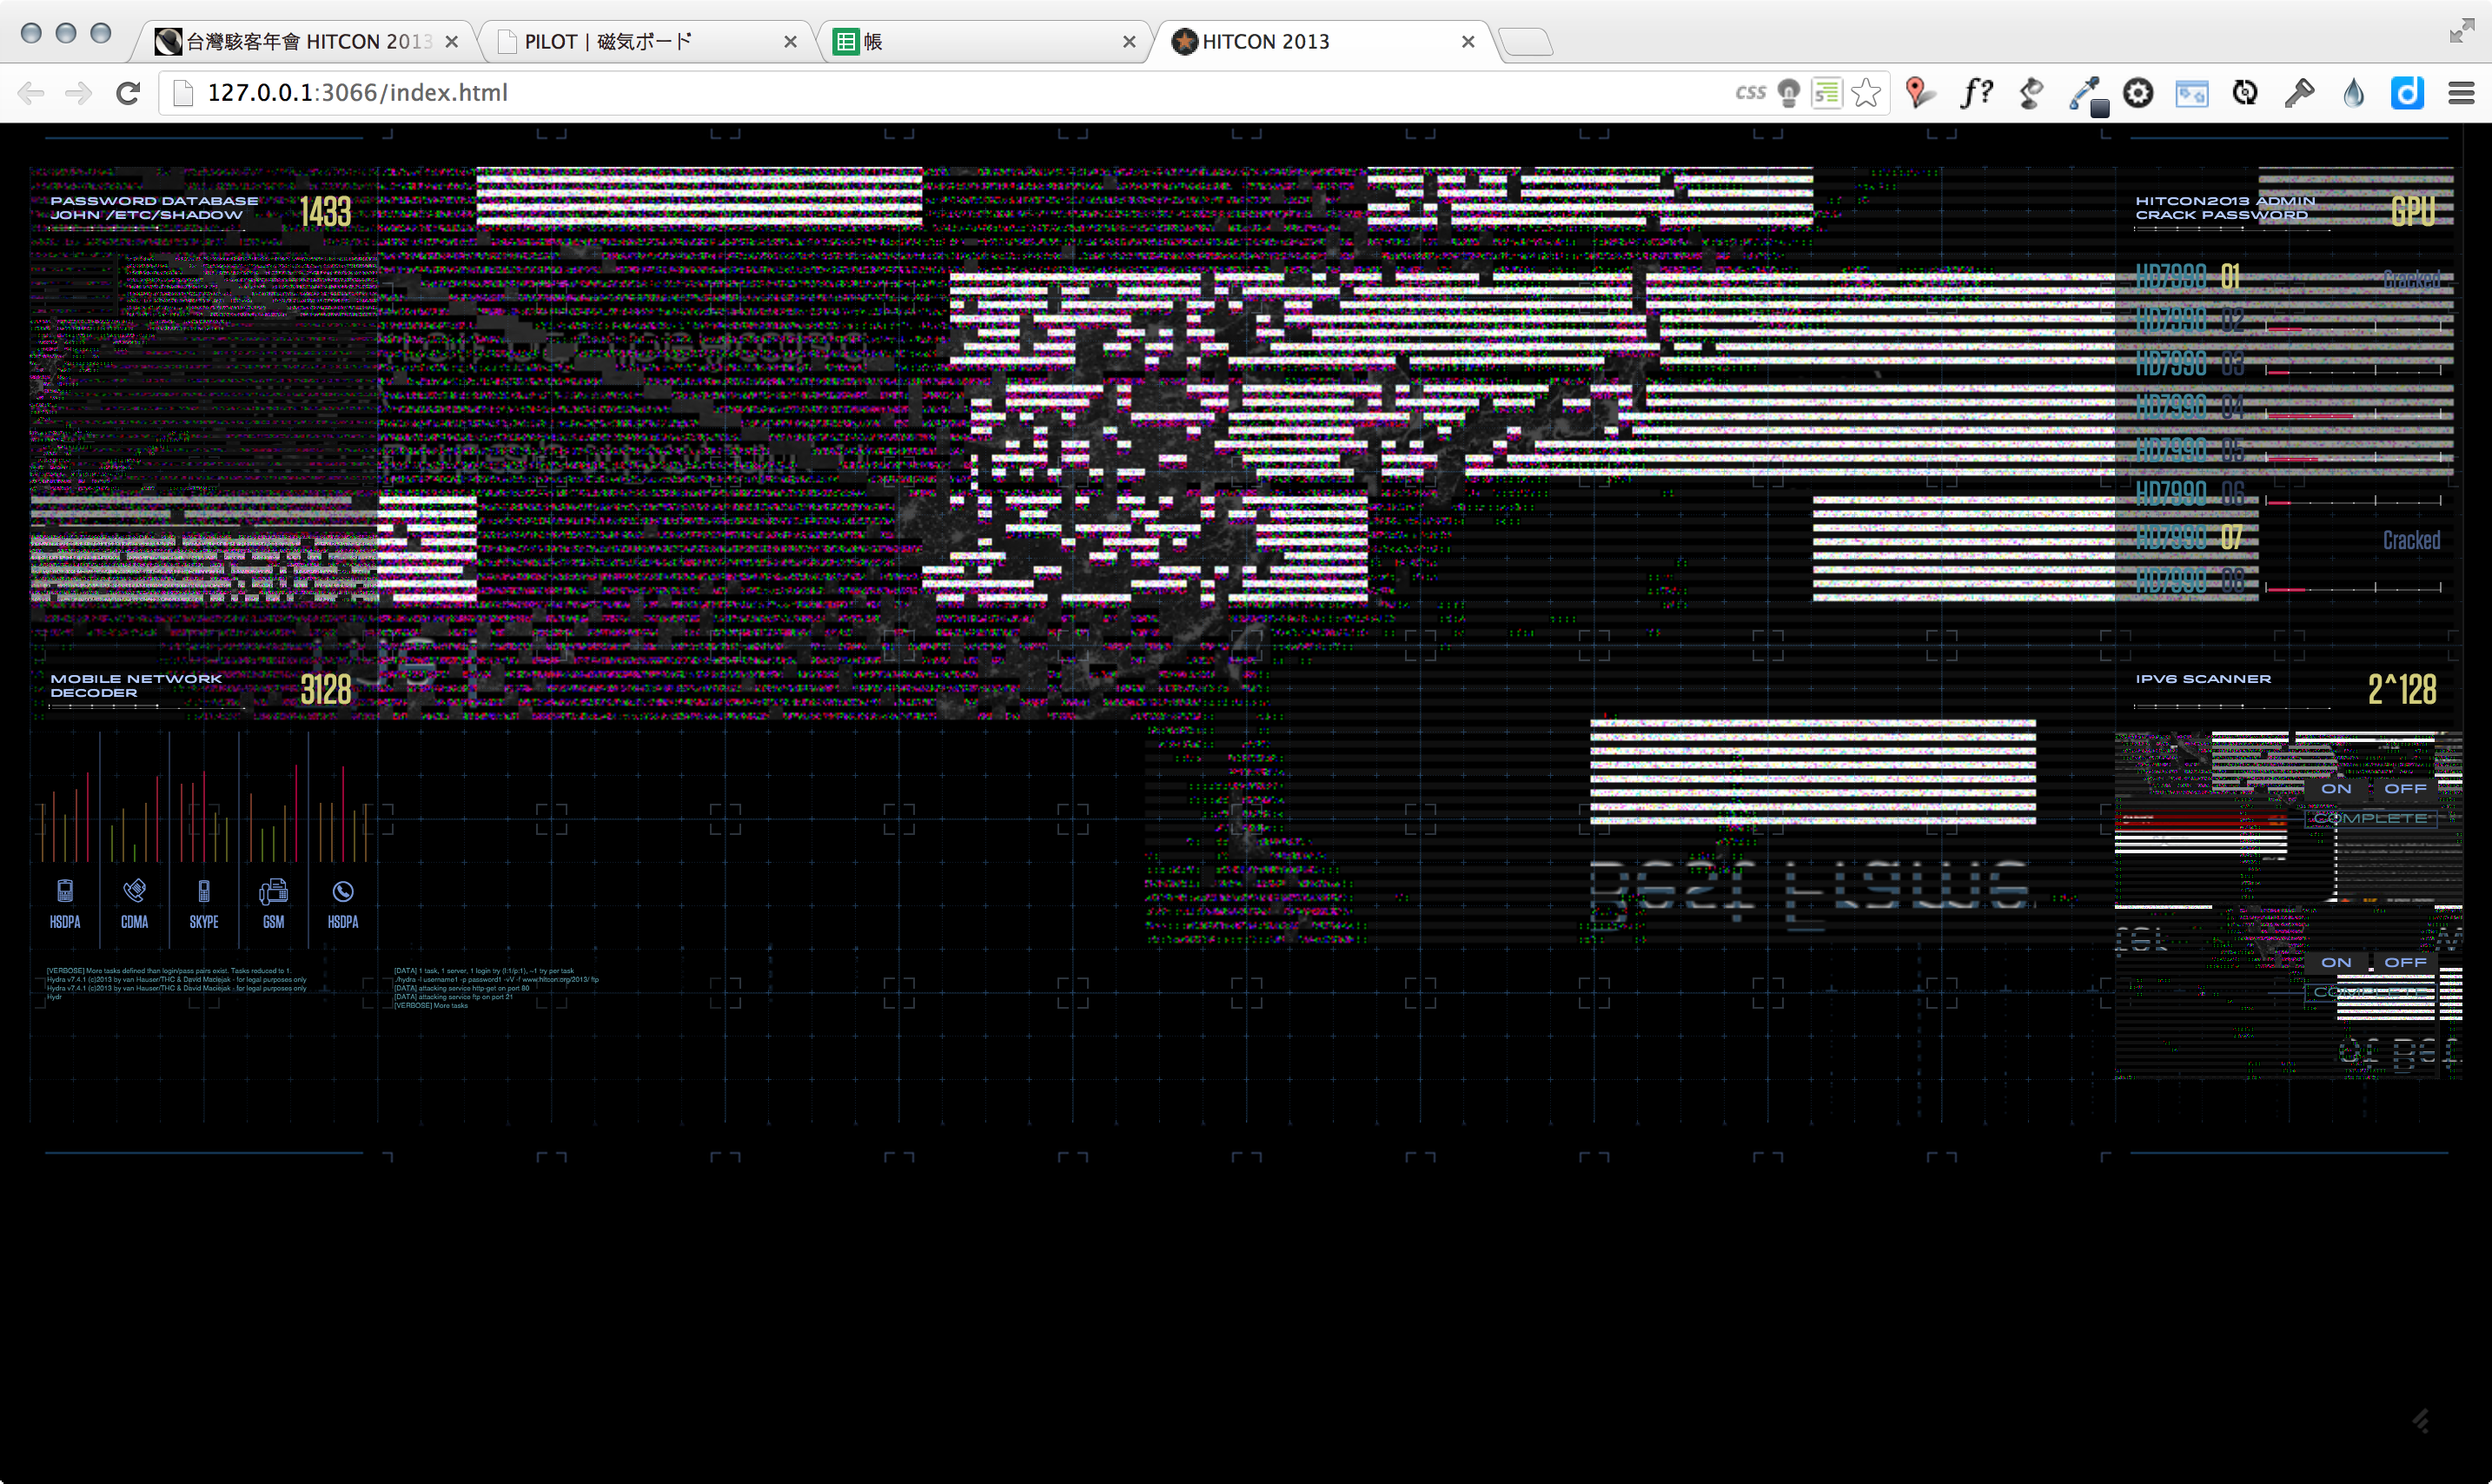 台灣駭客年會 HITCON 2013
PILOT | 磁気ボード
帳
HITCON 2013
127.0.0.1:3066/index.html
css
f?
PASSWORD DATABASE
JOHN /ETC/SHADOW
1433
HITCON2013 ADMIN
CRACK PASSWORD
GPU
HD7990 01 Cracked
HD7990 02
HD7990 03
HD7990 04
HD7990 05
HD7990 06
HD7990 07 Cracked
HD7990 08
MOBILE NETWORK
DECODER
3128
IPV6 SCANNER
2^128
ON OFF
COMPLETE
HSDPA
CDMA
SKYPE
GSM
HSDPA
ON OFF
COMPLETE
[VERBOSE] More tasks defined than login/pass pairs exist. Tasks reduced to 1.
Hydra v7.4.1 (c)2013 by van Hauser/THC & David Maciejak - for legal purposes only
Hydra v7.4.1 (c)2013 by van Hauser/THC & David Maciejak - for legal purposes only
Hydr
[DATA] 1 task, 1 server, 1 login try (l:1/p:1), ~1 try per task
./hydra -l username1 -p password1 -vV -f www.hitcon.org/2013/ ftp
[DATA] attacking service http-get on port 80
[DATA] attacking service ftp on port 21
[VERBOSE] More tasks